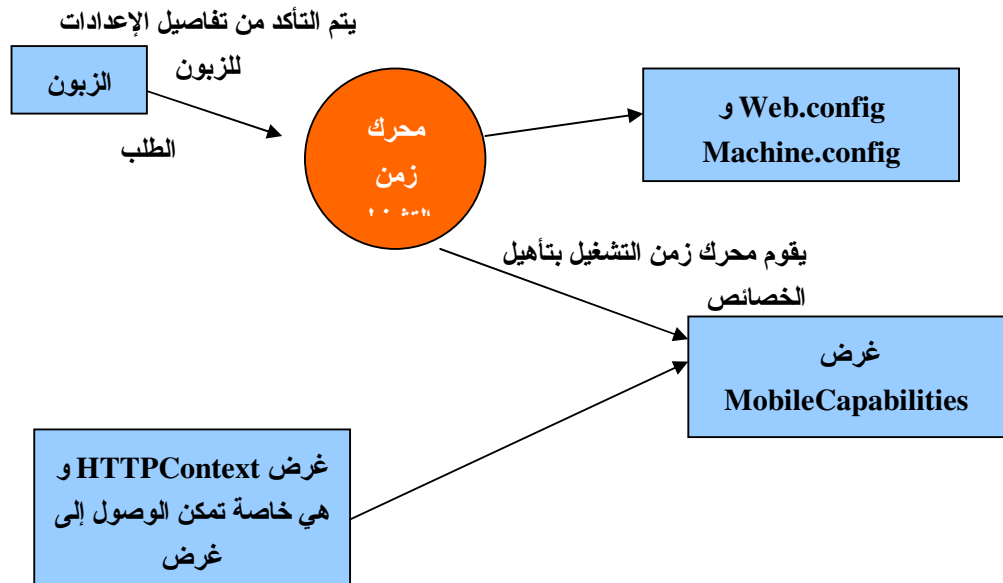 يتم التأكد من تفاصيل الإعدادات
للزبون
الزبون
الطلب
محرك
زمن
Web.config و
Machine.config
يقوم محرك زمن التشغيل بتأهيل
الخصائص
غرض
MobileCapabilities
غرض HTTPContext و
هي خاصة تمكن الوصول إلى
غرض